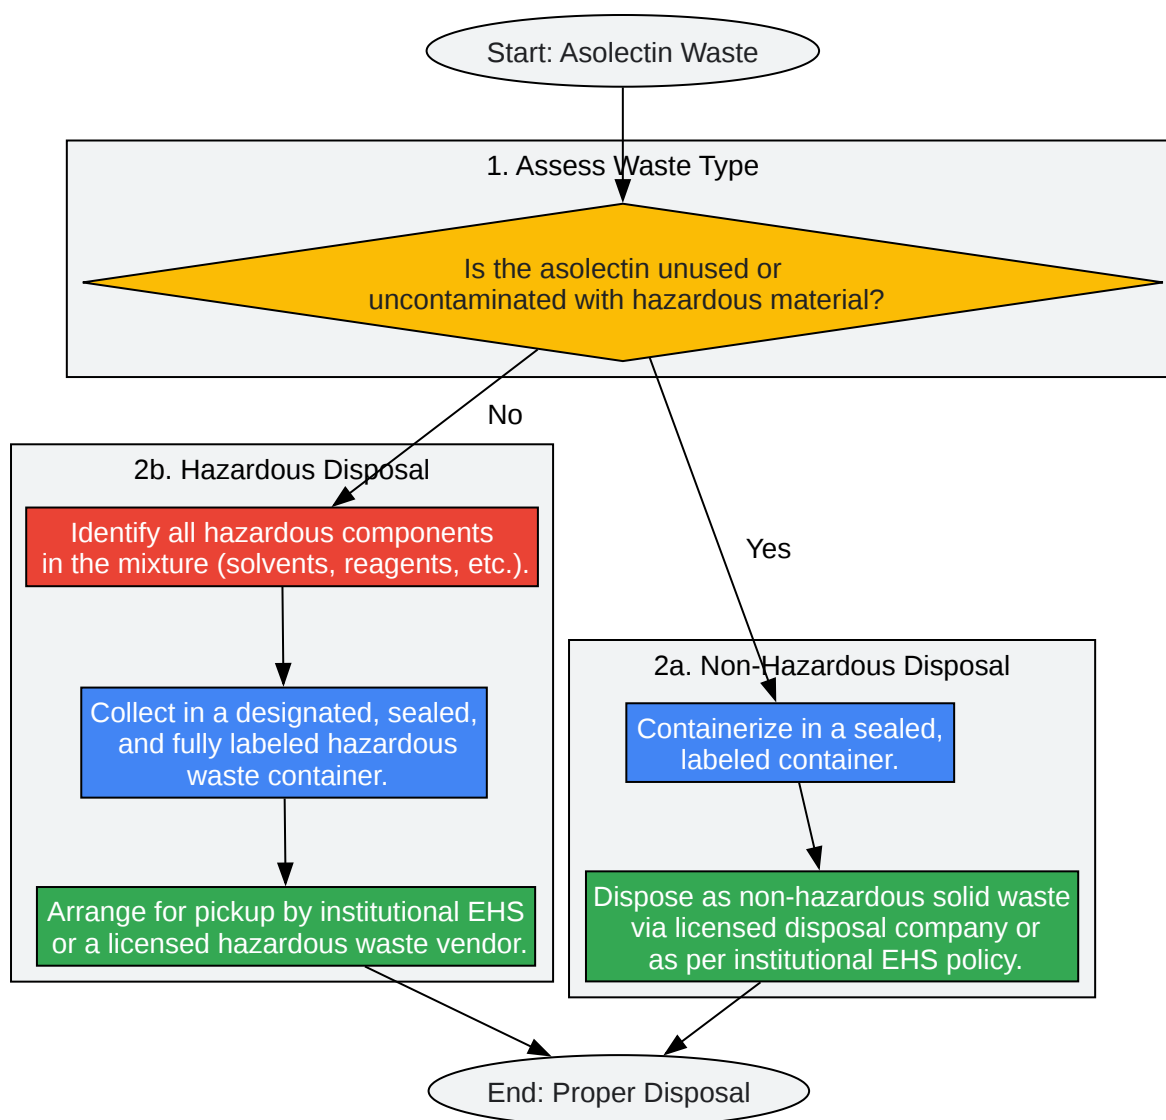 Start: Asolectin Waste
1. Assess Waste Type
Is the asolectin unused or
uncontaminated with hazardous material?
No
2b. Hazardous Disposal
Identify all hazardous components
in the mixture (solvents, reagents, etc.).
Collect in a designated, sealed,
and fully labeled hazardous
waste container.
Arrange for pickup by institutional EHS
or a licensed hazardous waste vendor.
Yes
2a. Non-Hazardous Disposal
Containerize in a sealed,
labeled container.
Dispose as non-hazardous solid waste
via licensed disposal company or
as per institutional EHS policy.
End: Proper Disposal